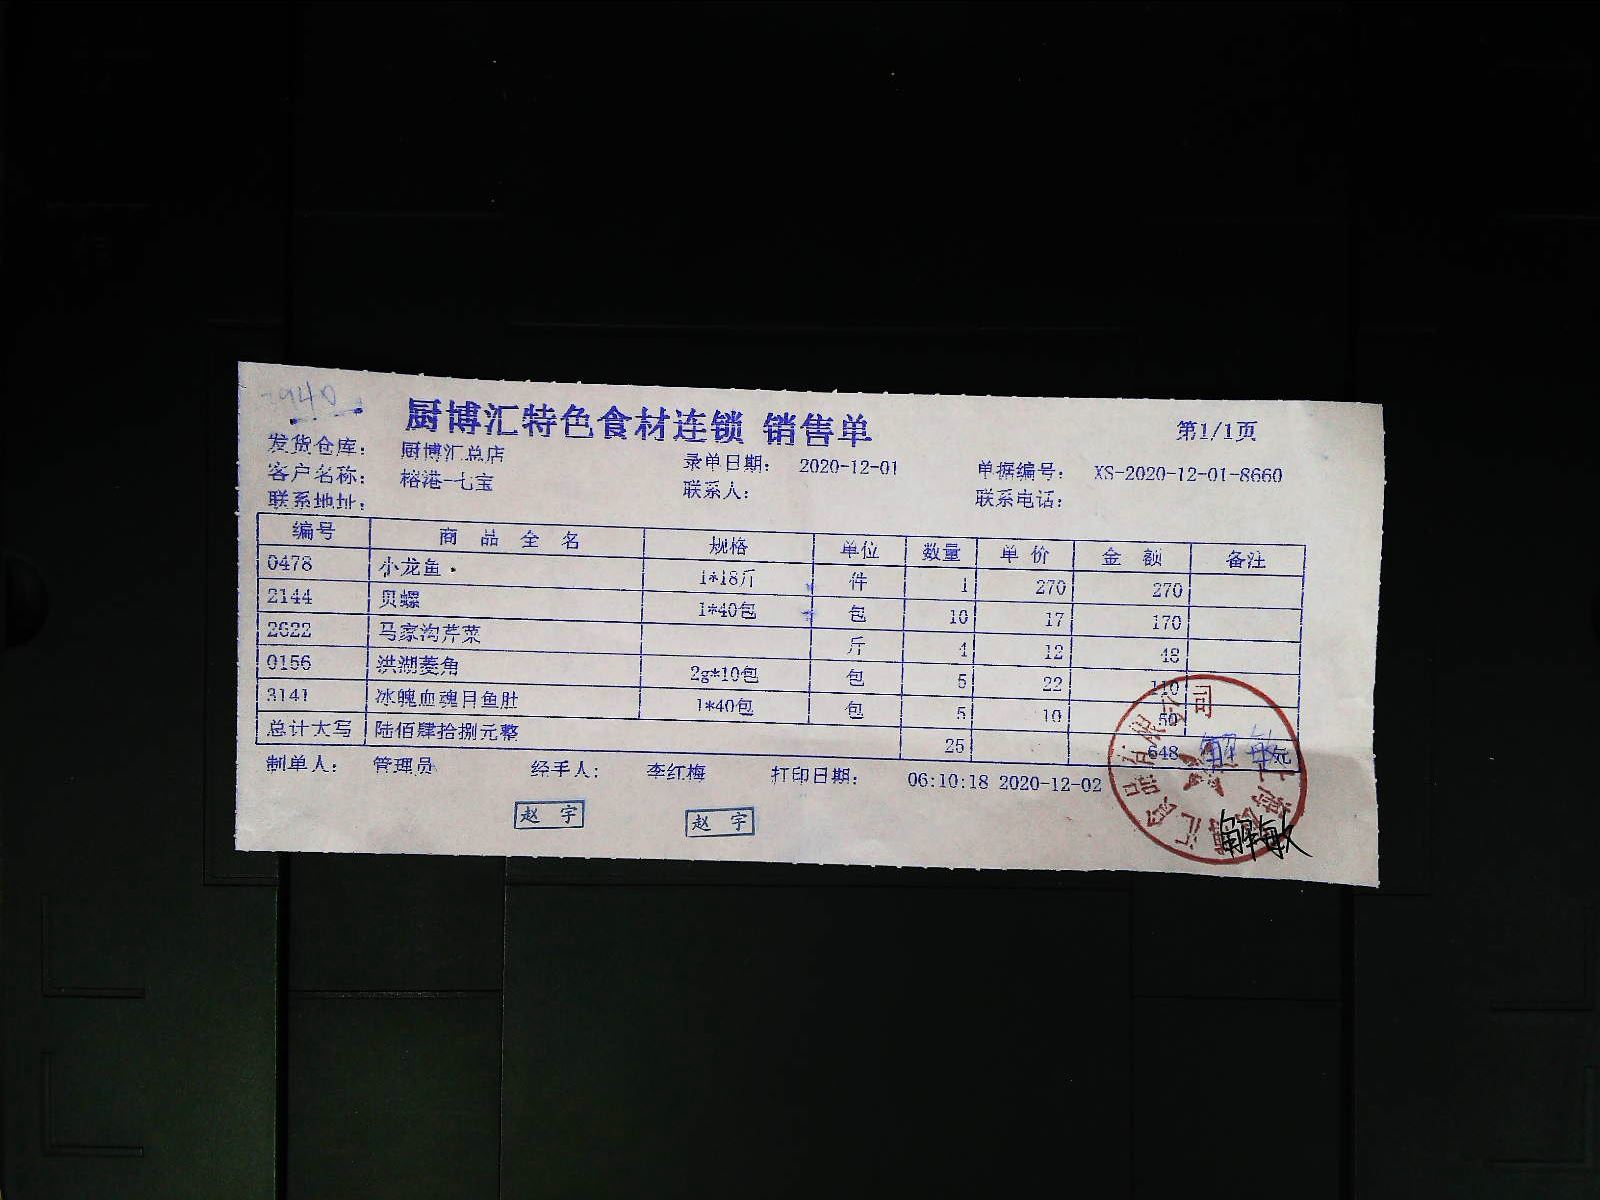 厨博汇特色食材连锁 销售单
第1/1页
发货仓库： 厨博汇总店 录单日期： 2020-12-01 单据编号： XS-2020-12-01-8660
客户名称： 榕港-七宝 联系人： 联系电话：
联系地址：
编号 商品全名 规格 单位 数量 单价 金额 备注
0478 小龙鱼 1*18斤 件 1 270 270
2144 贝螺 1*40包 包 10 17 170
2622 马家沟芹菜 斤 4 12 48
0156 洪湖菱角 2g*10包 包 5 22 110
3141 冰魄血魂目鱼肚 1*40包 包 5 10 50
总计大写 陆佰肆拾捌元整 25 648 元
制单人： 管理员 经手人： 李红梅 打印日期： 06:10:18 2020-12-02
赵 宇 赵 宇
解敏
解敏